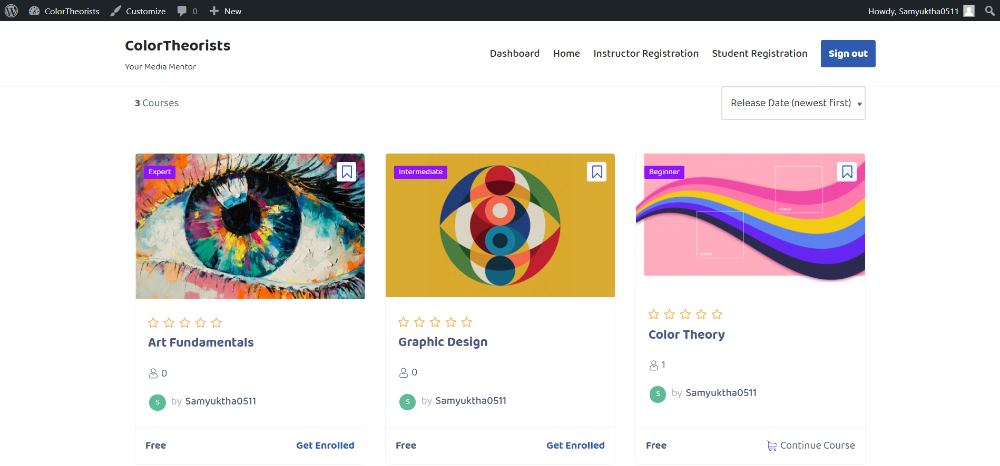 ColorTheorists Customize 0 New Howdy, Samyuktha0511
ColorTheorists
Your Media Mentor
Dashboard Home Instructor Registration Student Registration Sign out
3 Courses
Release Date (newest first)
Expert
Intermediate
Beginner
#f24ba7
Art Fundamentals
Graphic Design
Color Theory
0
0
1
S by Samyuktha0511
S by Samyuktha0511
S by Samyuktha0511
Free Get Enrolled
Free Get Enrolled
Free Continue Course